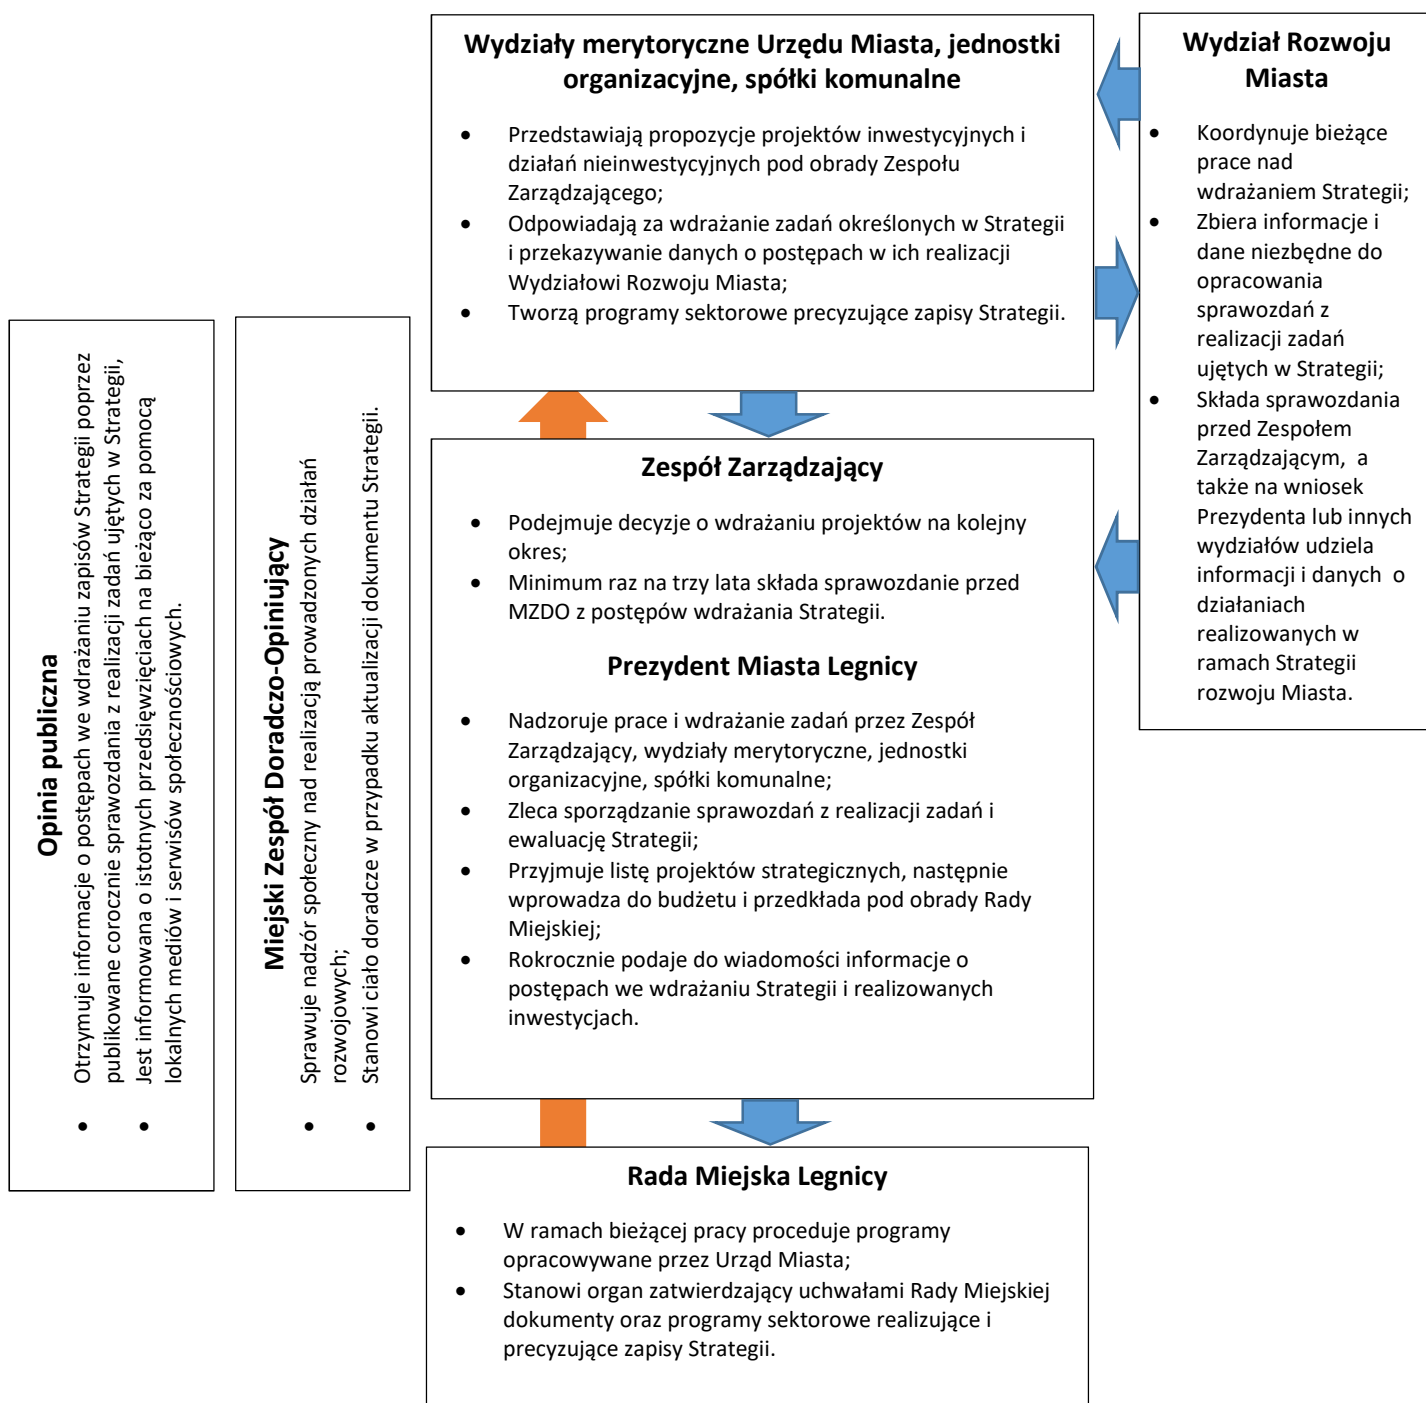 Wydziały merytoryczne Urzędu Miasta, jednostki
organizacyjne, spółki komunalne
• Przedstawiają propozycje projektów inwestycyjnych i
działań nieinwestycyjnych pod obrady Zespołu
Zarządzającego;
• Odpowiadają za wdrażanie zadań określonych w Strategii
i przekazywanie danych o postępach w ich realizacji
Wydziałowi Rozwoju Miasta;
• Tworzą programy sektorowe precyzujące zapisy Strategii.
Wydział Rozwoju
Miasta
• Koordynuje bieżące
prace nad
wdrażaniem Strategii;
• Zbiera informacje i
dane niezbędne do
opracowania
sprawozdań z
realizacji zadań
ujętych w Strategii;
• Składa sprawozdania
przed Zespołem
Zarządzającym, a
także na wniosek
Prezydenta lub innych
wydziałów udziela
informacji i danych o
działaniach
realizowanych w
ramach Strategii
rozwoju Miasta.
Opinia publiczna
• Otrzymuje informacje o postępach we wdrażaniu zapisów Strategii poprzez
publikowane corocznie sprawozdania z realizacji zadań ujętych w Strategii,
• Jest informowana o istotnych przedsięwzięciach na bieżąco za pomocą
lokalnych mediów i serwisów społecznościowych.
Miejski Zespół Doradczo-Opiniujący
• Sprawuje nadzór społeczny nad realizacją prowadzonych działań
rozwojowych;
• Stanowi ciało doradcze w przypadku aktualizacji dokumentu Strategii.
Zespół Zarządzający
• Podejmuje decyzje o wdrażaniu projektów na kolejny
okres;
• Minimum raz na trzy lata składa sprawozdanie przed
MZDO z postępów wdrażania Strategii.
Prezydent Miasta Legnicy
• Nadzoruje prace i wdrażanie zadań przez Zespół
Zarządzający, wydziały merytoryczne, jednostki
organizacyjne, spółki komunalne;
• Zleca sporządzanie sprawozdań z realizacji zadań i
ewaluację Strategii;
• Przyjmuje listę projektów strategicznych, następnie
wprowadza do budżetu i przedkłada pod obrady Rady
Miejskiej;
• Rokrocznie podaje do wiadomości informacje o
postępach we wdrażaniu Strategii i realizowanych
inwestycjach.
Rada Miejska Legnicy
• W ramach bieżącej pracy proceduje programy
opracowywane przez Urząd Miasta;
• Stanowi organ zatwierdzający uchwałami Rady Miejskiej
dokumenty oraz programy sektorowe realizujące i
precyzujące zapisy Strategii.